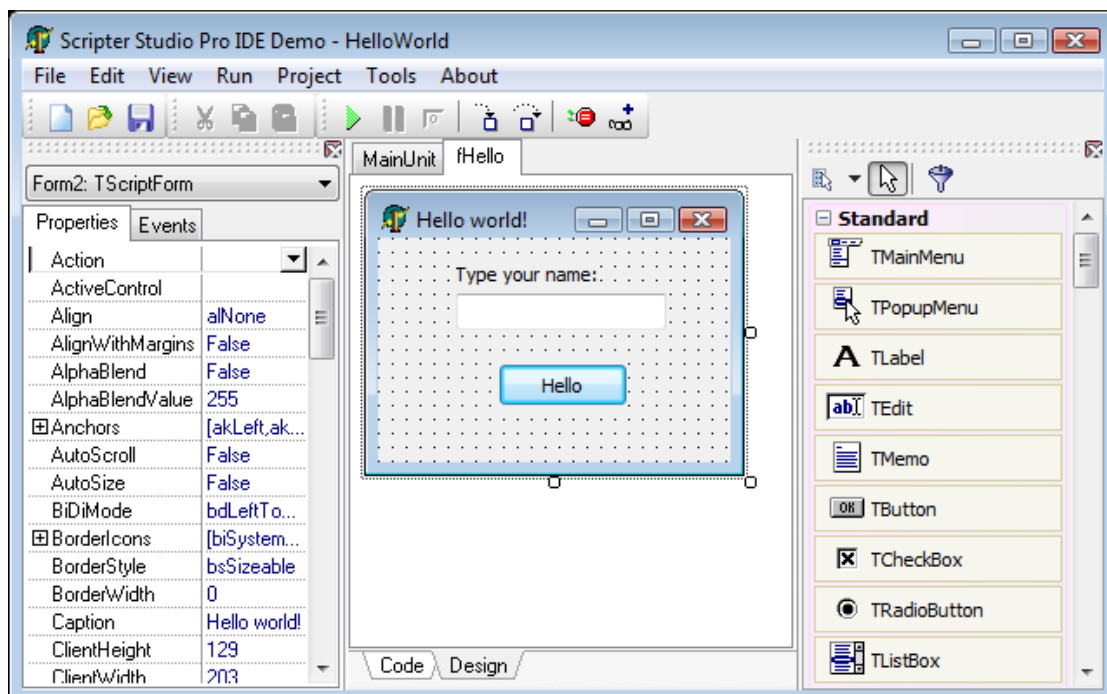 Scripter Studio Pro IDE Demo - HelloWorld
File Edit View Run Project Tools About
Form2: TScriptForm
Properties Events
Action
ActiveControl
Align alNone
AlignWithMargins False
AlphaBlend False
AlphaBlendValue 255
Anchors [akLeft,ak...
AutoScroll False
AutoSize False
BiDiMode bdLeftTo...
BorderIcons [biSystem...
BorderStyle bsSizeable
BorderWidth 0
Caption Hello world!
ClientHeight 129
ClientWidth 203
MainUnit fHello
Hello world!
Type your name:
Hello
Code Design
Standard
TMainMenu
TPopupMenu
A TLabel
ab TEdit
TMemo
OK TButton
TCheckBox
TRadioButton
TListBox